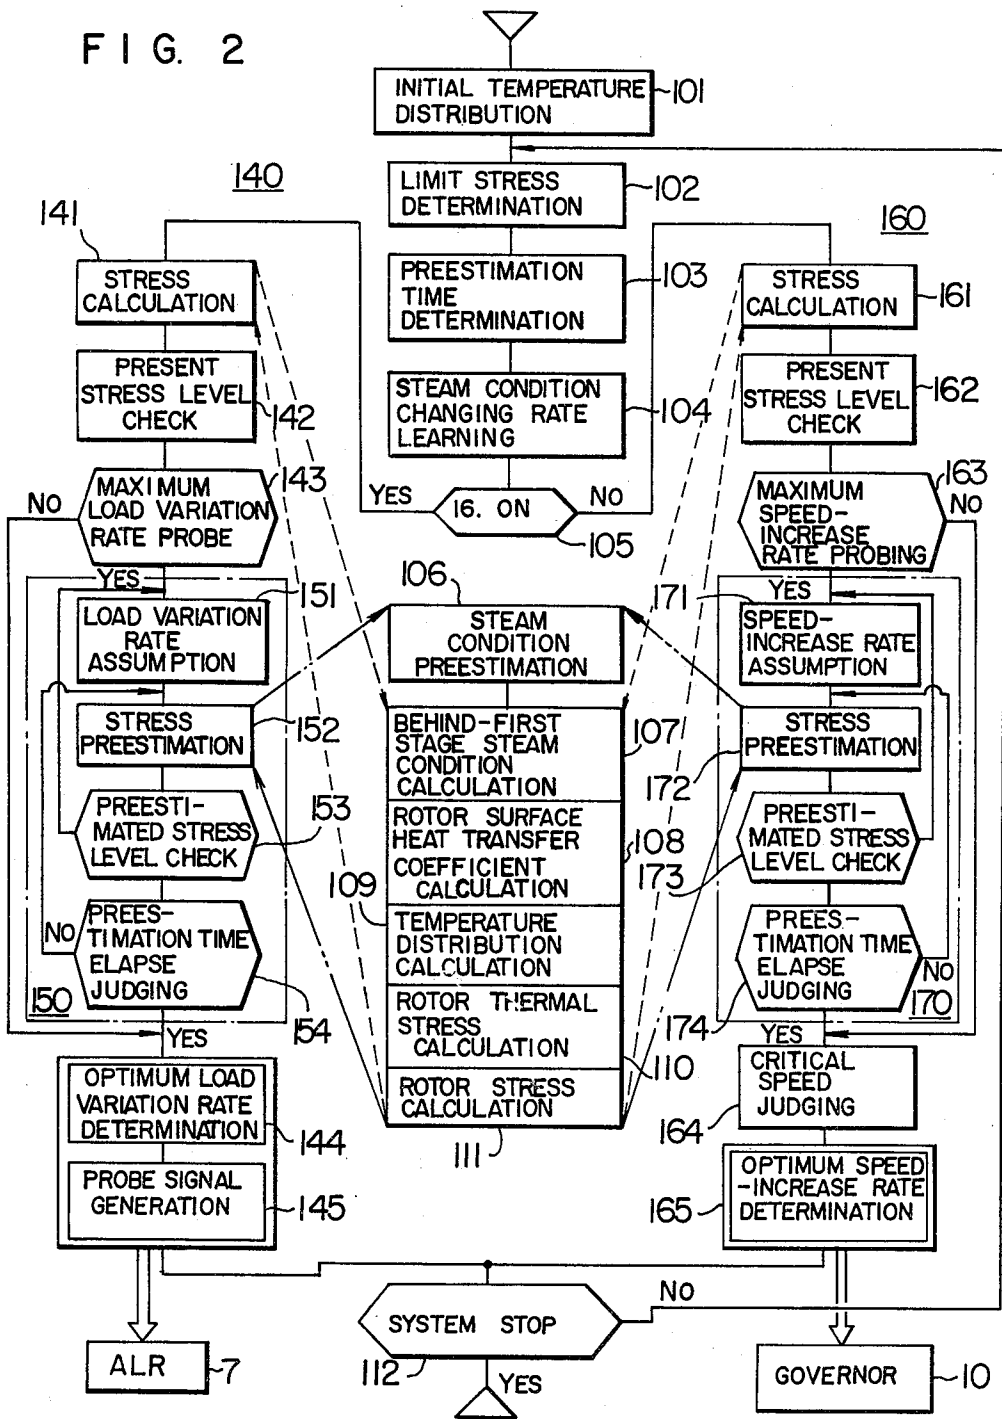 FIG. 2
INITIAL TEMPERATURE
DISTRIBUTION
101
LIMIT STRESS
DETERMINATION
102
PREESTIMATION
TIME
DETERMINATION
103
STEAM CONDITION
CHANGING RATE
LEARNING
104
YES
16. ON
NO
105
140
141
STRESS
CALCULATION
PRESENT
STRESS LEVEL
CHECK
142
MAXIMUM
LOAD VARIATION
RATE PROBE
143
NO
YES
151
LOAD VARIATION
RATE
ASSUMPTION
STRESS
PREESTIMATION
152
PREESTI-
MATED STRESS
LEVEL CHECK
153
PREES-
TIMATION TIME
ELAPSE
JUDGING
NO
150
154
YES
OPTIMUM LOAD
VARIATION RATE
DETERMINATION
144
PROBE SIGNAL
GENERATION
145
ALR
7
106
STEAM
CONDITION
PREESTIMATION
BEHIND-FIRST
STAGE STEAM
CONDITION
CALCULATION
107
ROTOR SURFACE
HEAT TRANSFER
COEFFICIENT
CALCULATION
108
109
TEMPERATURE
DISTRIBUTION
CALCULATION
ROTOR THERMAL
STRESS
CALCULATION
110
ROTOR STRESS
CALCULATION
111
160
STRESS
CALCULATION
161
PRESENT
STRESS LEVEL
CHECK
162
MAXIMUM
SPEED-
INCREASE
RATE PROBING
163
NO
YES
171
SPEED-
INCREASE RATE
ASSUMPTION
STRESS
PREESTIMATION
172
PREESTI-
MATED STRESS
LEVEL CHECK
173
PREES-
TIMATION TIME
ELAPSE
JUDGING
NO
170
174
YES
CRITICAL
SPEED
JUDGING
164
OPTIMUM SPEED
-INCREASE RATE
DETERMINATION
165
GOVERNOR
10
SYSTEM STOP
NO
112
YES